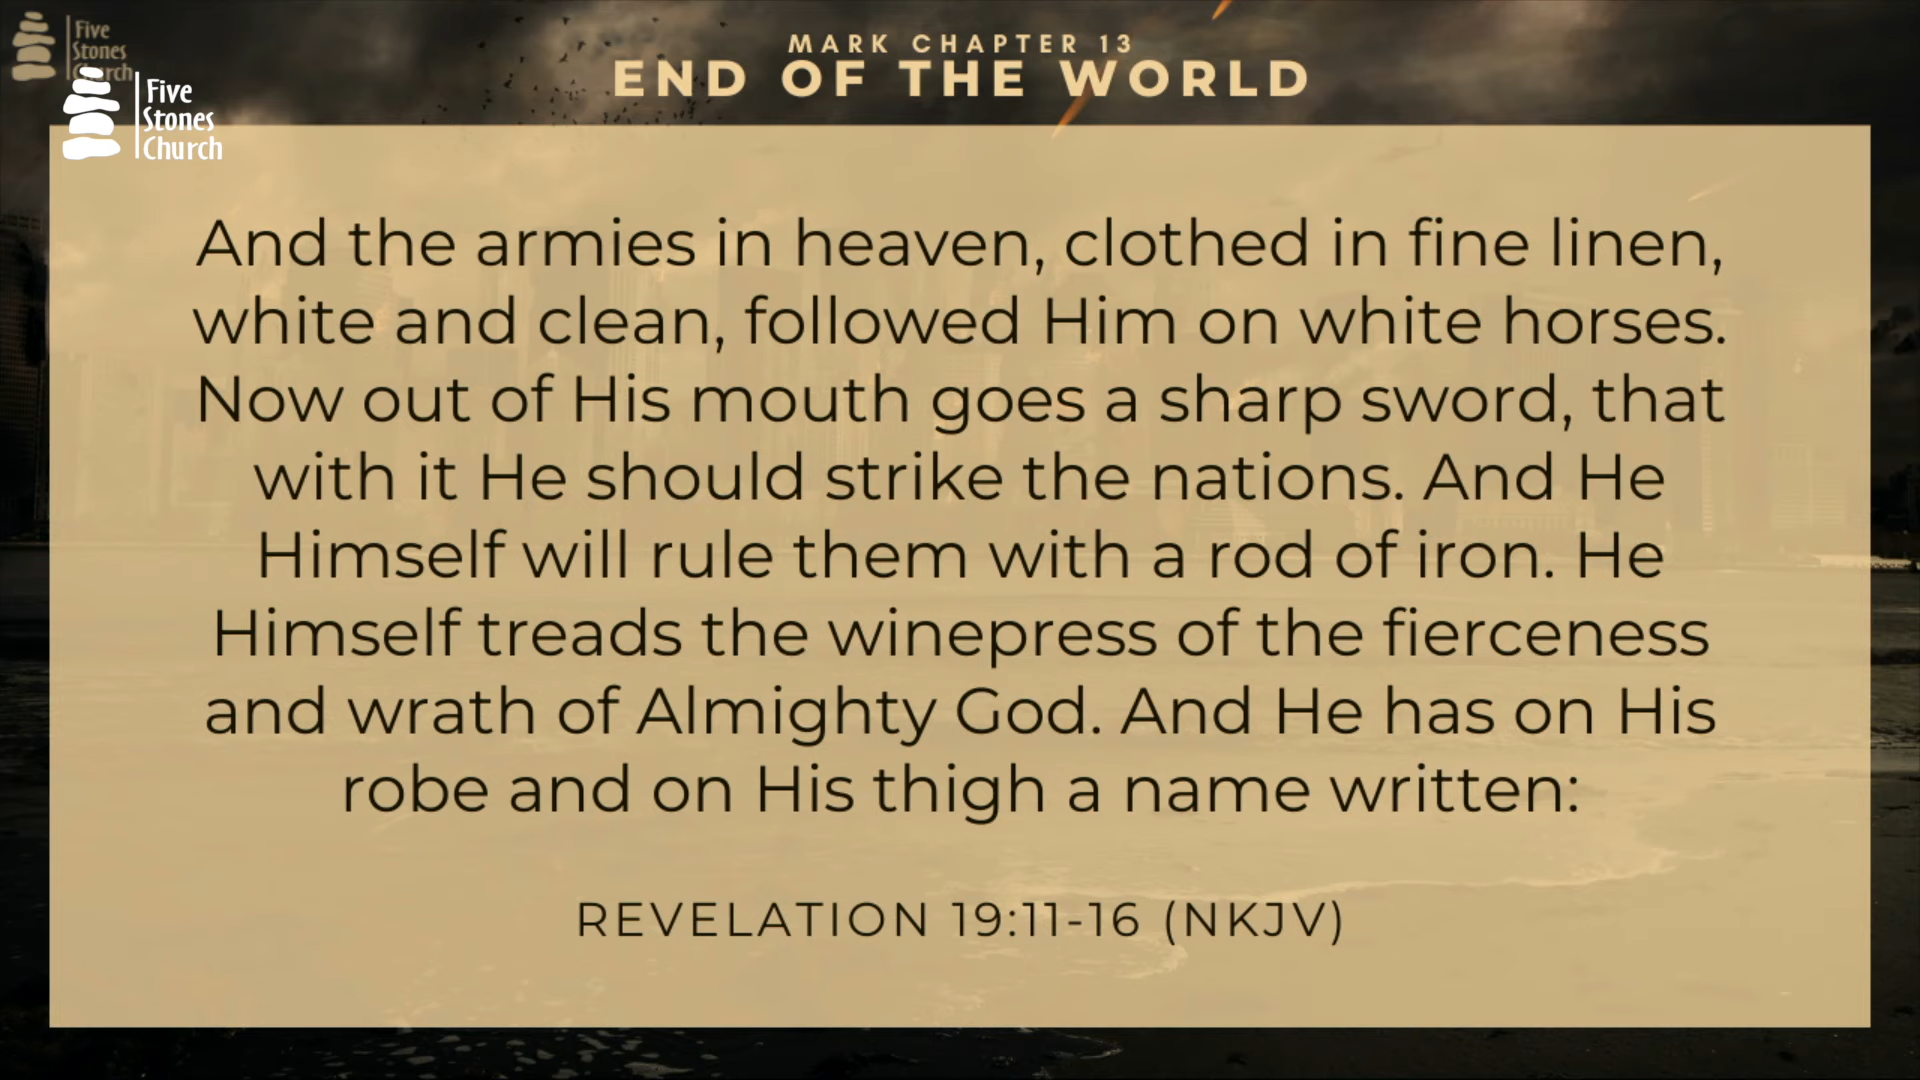 Five
Stones
Church
Five
Stones
Church
MARK CHAPTER 13
END OF THE WORLD
And the armies in heaven, clothed in fine linen,
white and clean, followed Him on white horses.
Now out of His mouth goes a sharp sword, that
with it He should strike the nations. And He
Himself will rule them with a rod of iron. He
Himself treads the winepress of the fierceness
and wrath of Almighty God. And He has on His
robe and on His thigh a name written:
REVELATION 19:11-16 (NKJV)